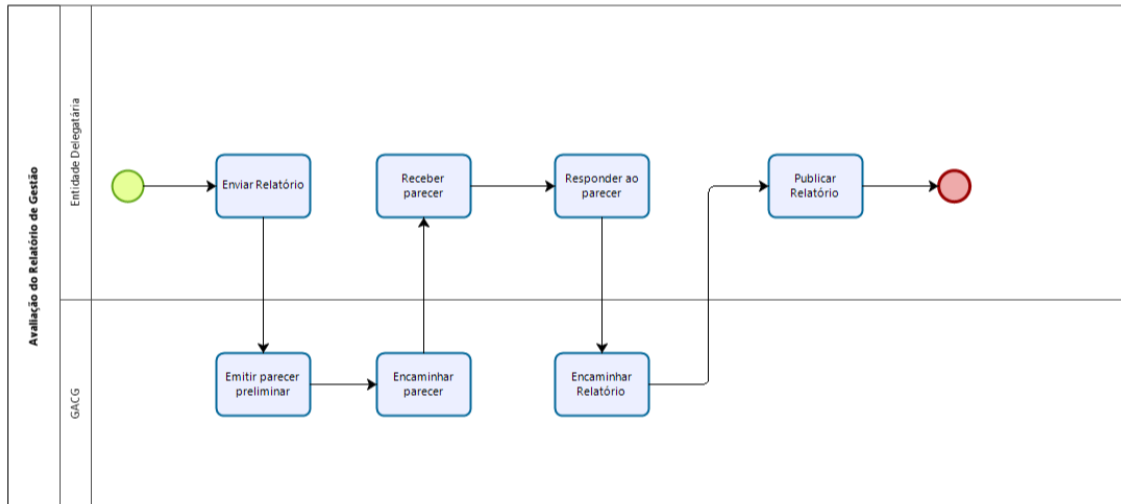 Avaliação do Relatório de Gestão
Entidade Delegatária
Enviar Relatório
Receber
parecer
Responder ao
parecer
Publicar
Relatório
GACG
Emitir parecer
preliminar
Encaminhar
parecer
Encaminhar
Relatório